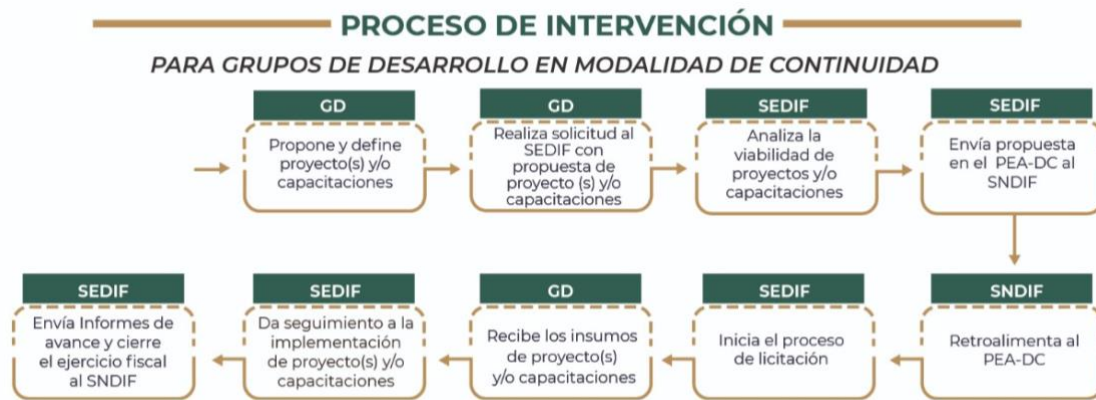 PROCESO DE INTERVENCIÓN
PARA GRUPOS DE DESARROLLO EN MODALIDAD DE CONTINUIDAD
GD
Propone y define
proyecto(s) y/o
capacitaciones
GD
Realiza solicitud al
SEDIF con
propuesta de
proyecto (s) y/o
capacitaciones
SEDIF
Analiza la
viabilidad de
proyectos y/o
capacitaciones
SEDIF
Envía propuesta
en el PEA-DC al
SNDIF
SNDIF
Retroalimenta al
PEA-DC
SEDIF
Inicia el proceso
de licitación
GD
Recibe los insumos
de proyecto(s)
y/o capacitaciones
SEDIF
Da seguimiento a la
implementación
de proyecto(s) y/o
capacitaciones
SEDIF
Envía Informes de
avance y cierre
el ejercicio fiscal
al SNDIF